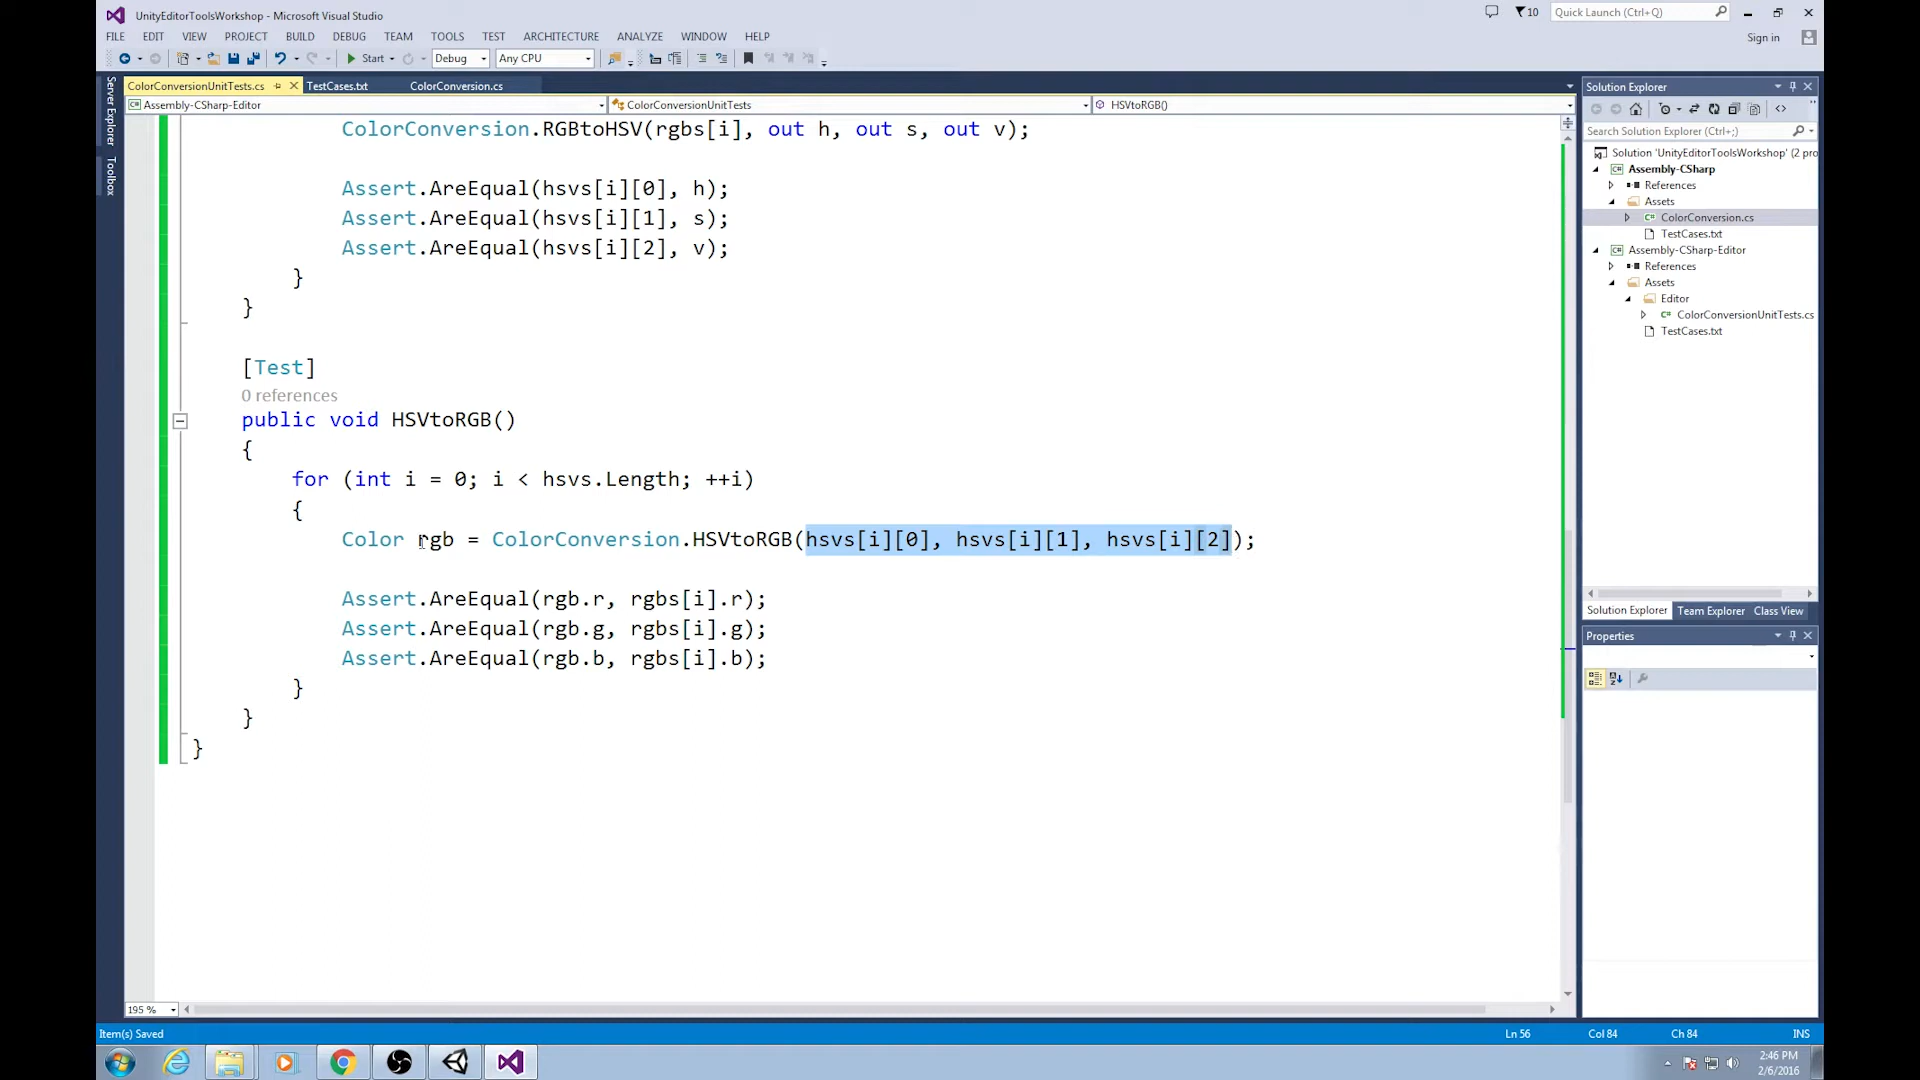 UnityEditorToolsWorkshop - Microsoft Visual Studio
10
Quick Launch (Ctrl+Q)
FILE EDIT VIEW PROJECT BUILD DEBUG TEAM TOOLS TEST ARCHITECTURE ANALYZE WINDOW HELP
Sign in
Start Debug Any CPU
Server Explorer
Toolbox
ColorConversionUnitTests.cs TestCases.txt ColorConversion.cs
Assembly-CSharp-Editor ColorConversionUnitTests HSVtoRGB()
ColorConversion.RGBtoHSV(rgbs[i], out h, out s, out v);
Assert.AreEqual(hsvs[i][0], h);
Assert.AreEqual(hsvs[i][1], s);
Assert.AreEqual(hsvs[i][2], v);
}
}
[Test]
0 references
public void HSVtoRGB()
{
for (int i = 0; i < hsvs.Length; ++i)
{
Color rgb = ColorConversion.HSVtoRGB(hsvs[i][0], hsvs[i][1], hsvs[i][2]);
Assert.AreEqual(rgb.r, rgbs[i].r);
Assert.AreEqual(rgb.g, rgbs[i].g);
Assert.AreEqual(rgb.b, rgbs[i].b);
}
}
}
195 %
Solution Explorer
Search Solution Explorer (Ctrl+;)
Solution 'UnityEditorToolsWorkshop' (2 pro
Assembly-CSharp
References
Assets
ColorConversion.cs
TestCases.txt
Assembly-CSharp-Editor
References
Assets
Editor
ColorConversionUnitTests.cs
TestCases.txt
Solution Explorer Team Explorer Class View
Properties
Item(s) Saved Ln 56 Col 84 Ch 84 INS
2:46 PM
2/6/2016